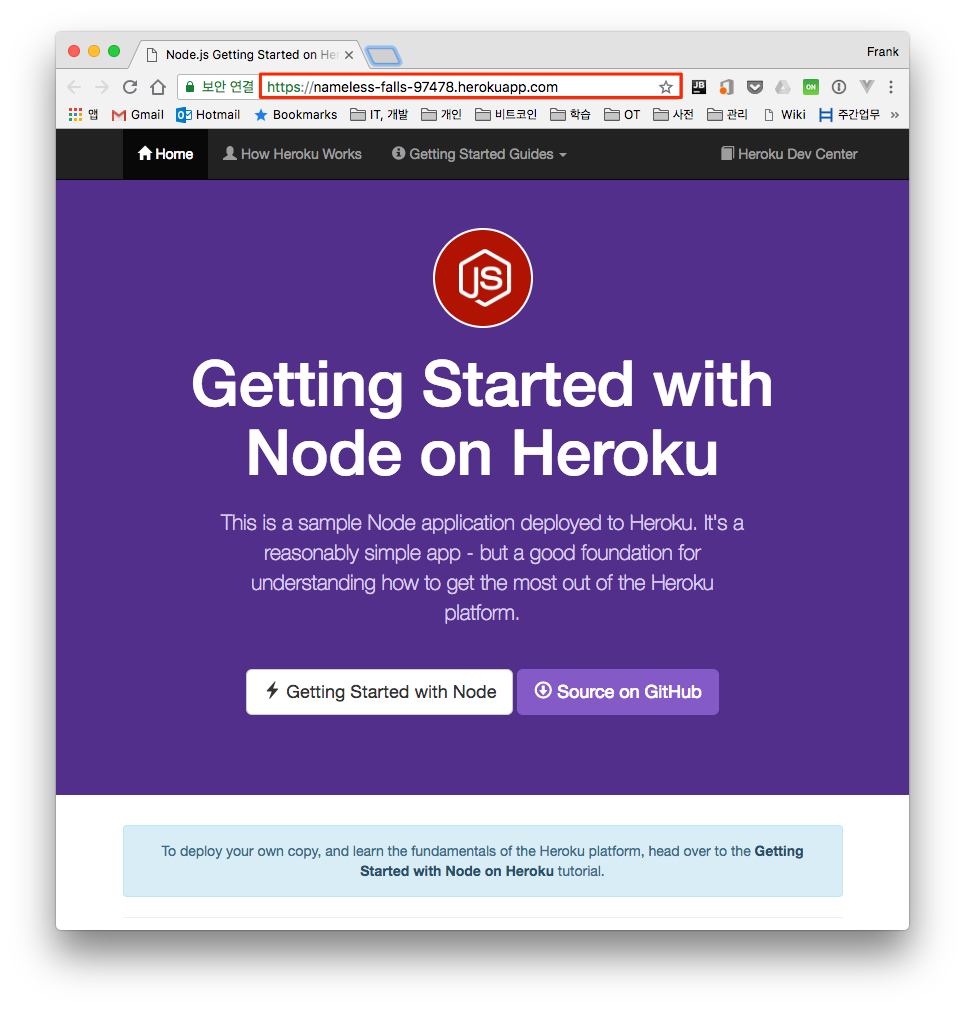 Node.js Getting Started on Her
Frank
보안 연결 https://nameless-falls-97478.herokuapp.com
JB ON
앱 Gmail Hotmail Bookmarks IT, 개발 개인 비트코인 학습 OT 사전 관리 Wiki 주간업무 »
Home How Heroku Works Getting Started Guides Heroku Dev Center
JS
Getting Started with
Node on Heroku
This is a sample Node application deployed to Heroku. It's a
reasonably simple app - but a good foundation for
understanding how to get the most out of the Heroku
platform.
Getting Started with Node Source on GitHub
To deploy your own copy, and learn the fundamentals of the Heroku platform, head over to the Getting
Started with Node on Heroku tutorial.